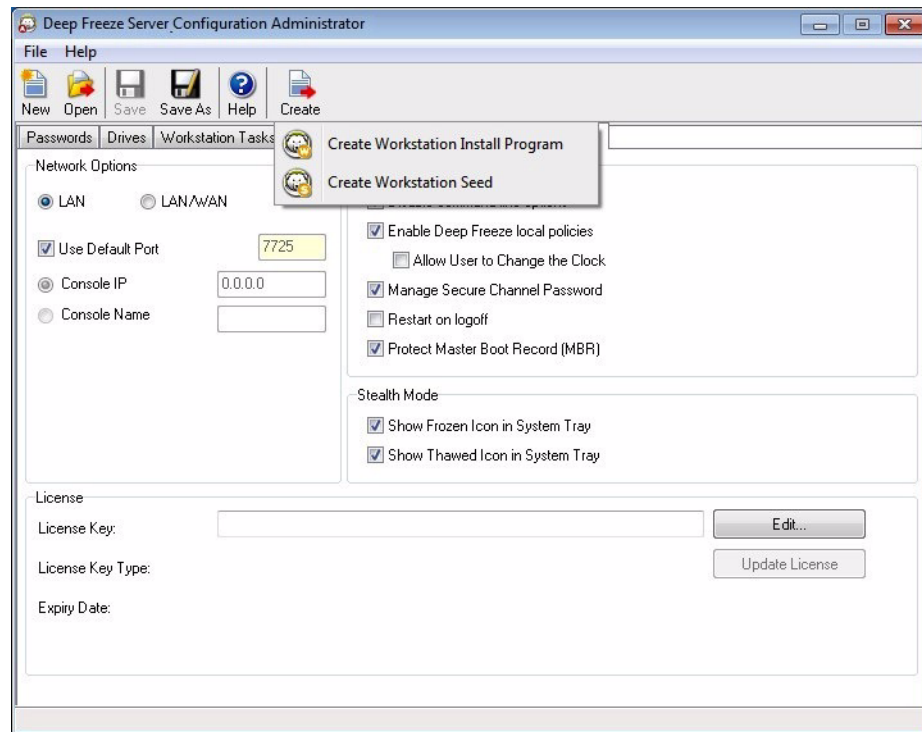 Deep Freeze Server Configuration Administrator
File Help
New Open Save Save As Help Create
Passwords Drives Workstation Tasks
Create Workstation Install Program
Create Workstation Seed
Network Options
LAN LAN/WAN
Use Default Port 7725
Console IP 0.0.0.0
Console Name
Enable Deep Freeze local policies
Allow User to Change the Clock
Manage Secure Channel Password
Restart on logoff
Protect Master Boot Record (MBR)
Stealth Mode
Show Frozen Icon in System Tray
Show Thawed Icon in System Tray
License
License Key: Edit...
License Key Type: Update License
Expiry Date: